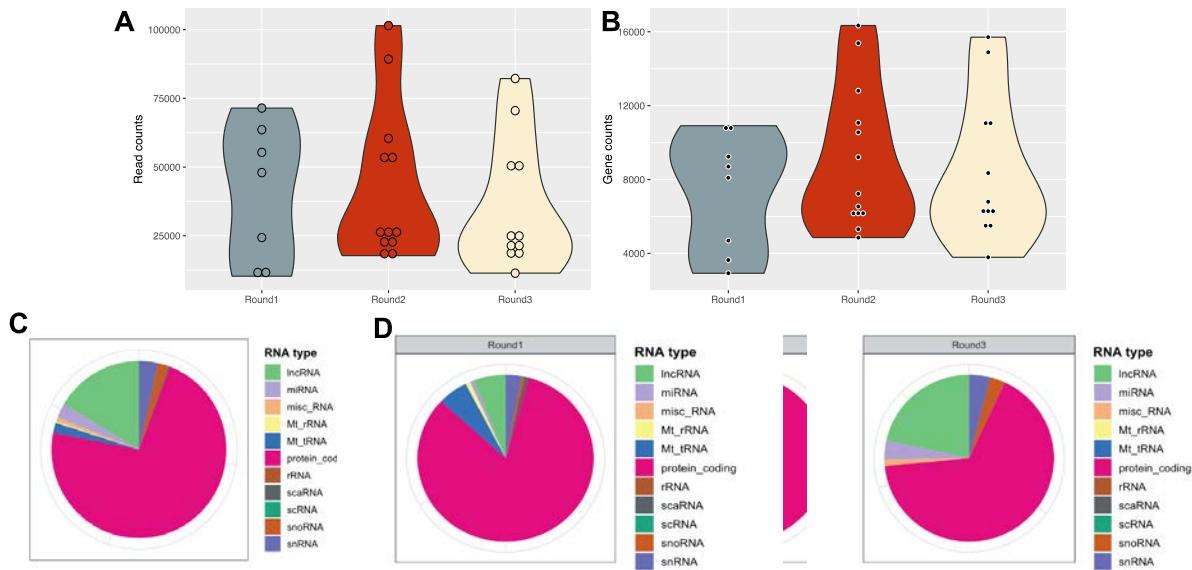 A
Read counts
100000
75000
50000
25000
Round1
Round2
Round3
B
Gene counts
16000
12000
8000
4000
Round1
Round2
Round3
C
RNA type
lncRNA
miRNA
misc_RNA
Mt_rRNA
Mt_tRNA
protein_cod
rRNA
scaRNA
scRNA
snoRNA
snRNA
D
Round1
RNA type
lncRNA
miRNA
misc_RNA
Mt_rRNA
Mt_tRNA
protein_coding
rRNA
scaRNA
scRNA
snoRNA
snRNA
Round3
RNA type
lncRNA
miRNA
misc_RNA
Mt_rRNA
Mt_tRNA
protein_coding
rRNA
scaRNA
scRNA
snoRNA
snRNA